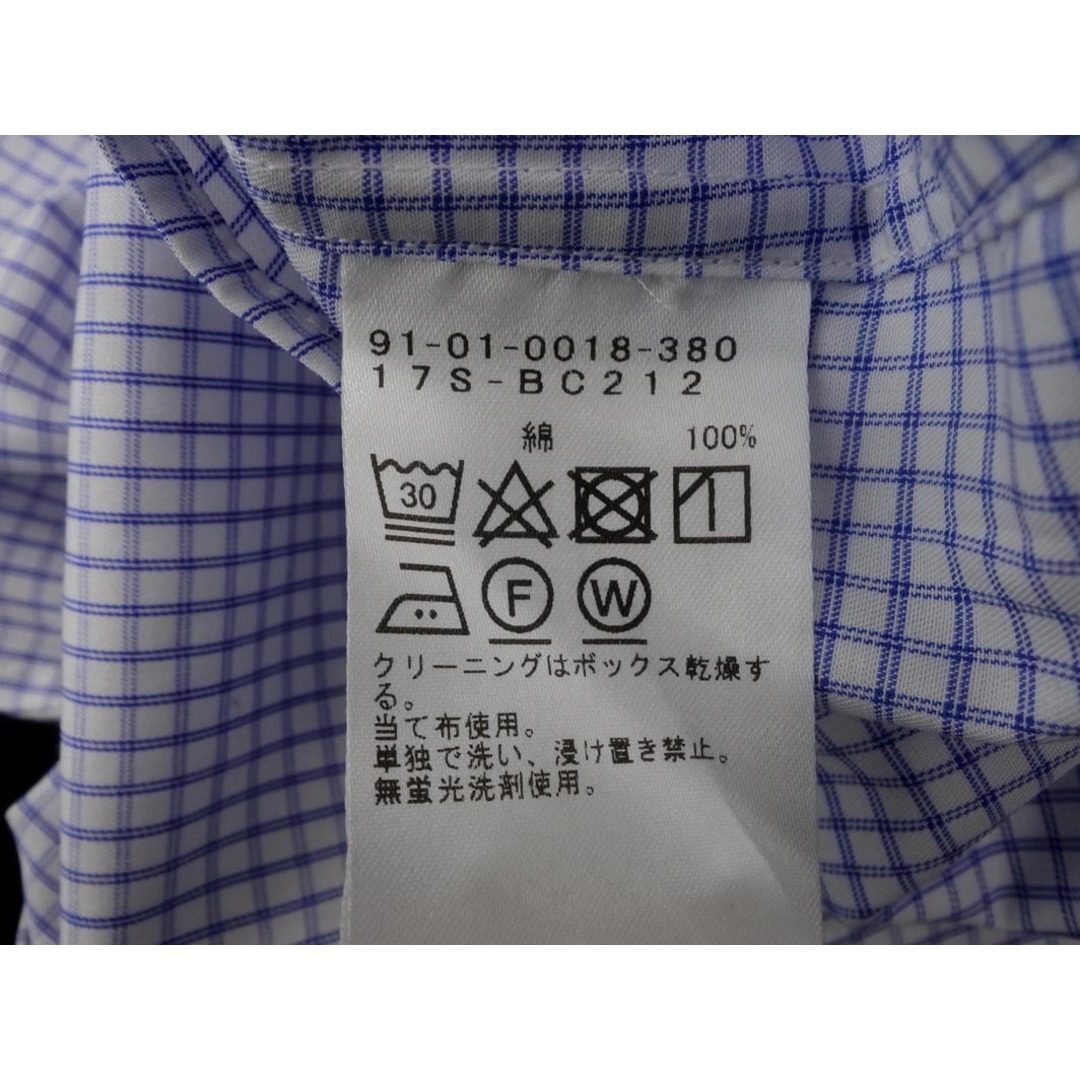 91-01-0018-380
17S-BC212
綿 100%
30
F W
クリーニングはボックス乾燥す
る。
当て布使用。
単独で洗い、浸け置き禁止。
無蛍光洗剤使用。